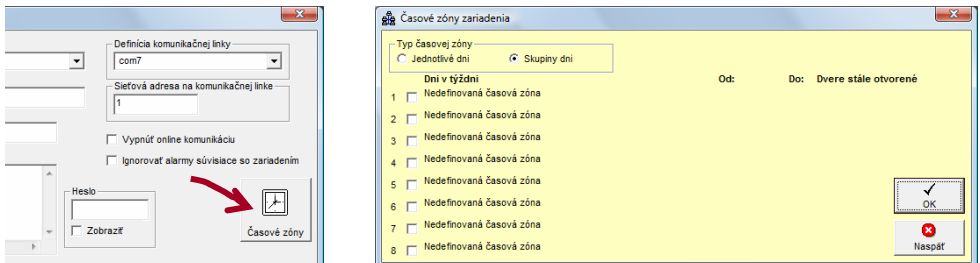 Definícia komunikačnej linky
com7
Sieťová adresa na komunikačnej linke
1
Vypnúť online komunikáciu
Ignorovať alarmy súvisiace so zariadením
Heslo
Zobraziť
Časové zóny
Časové zóny zariadenia
Typ časovej zóny
Jednotlivé dni Skupiny dni
Dni v týždni Od: Do: Dvere stále otvorené
1 Nedefinovaná časová zóna
2 Nedefinovaná časová zóna
3 Nedefinovaná časová zóna
4 Nedefinovaná časová zóna
5 Nedefinovaná časová zóna
6 Nedefinovaná časová zóna
7 Nedefinovaná časová zóna
8 Nedefinovaná časová zóna
OK
Naspäť